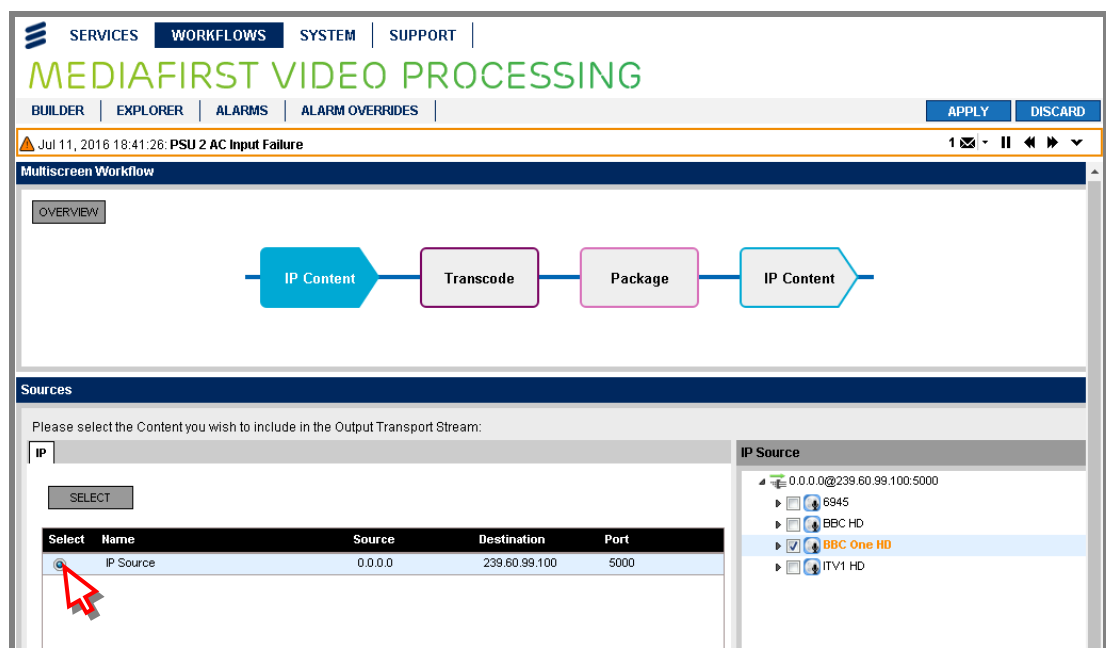 SERVICES WORKFLOWS SYSTEM SUPPORT
MEDIAFIRST VIDEO PROCESSING
BUILDER EXPLORER ALARMS ALARM OVERRIDES APPLY DISCARD
Jul 11, 2016 18:41:26: PSU 2 AC Input Failure 1
Multiscreen Workflow
OVERVIEW
IP Content Transcode Package IP Content
Sources
Please select the Content you wish to include in the Output Transport Stream:
IP
SELECT
Select Name Source Destination Port
IP Source 0.0.0.0 239.60.99.100 5000
IP Source
0.0.0.0@239.60.99.100:5000
6945
BBC HD
BBC One HD
ITV1 HD